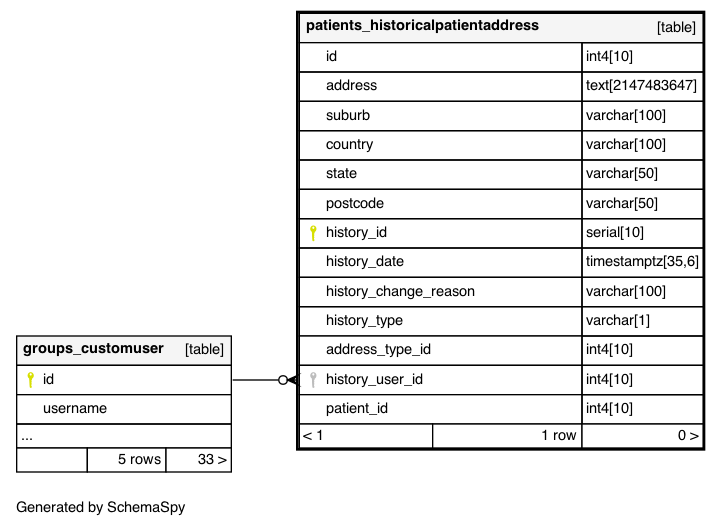 patients_historicalpatientaddress [table]
id int4[10]
address text[2147483647]
suburb varchar[100]
country varchar[100]
state varchar[50]
postcode varchar[50]
history_id serial[10]
history_date timestamptz[35,6]
history_change_reason varchar[100]
history_type varchar[1]
address_type_id int4[10]
history_user_id int4[10]
patient_id int4[10]
< 1 1 row 0 >
groups_customuser [table]
id
username
...
5 rows 33 >
Generated by SchemaSpy